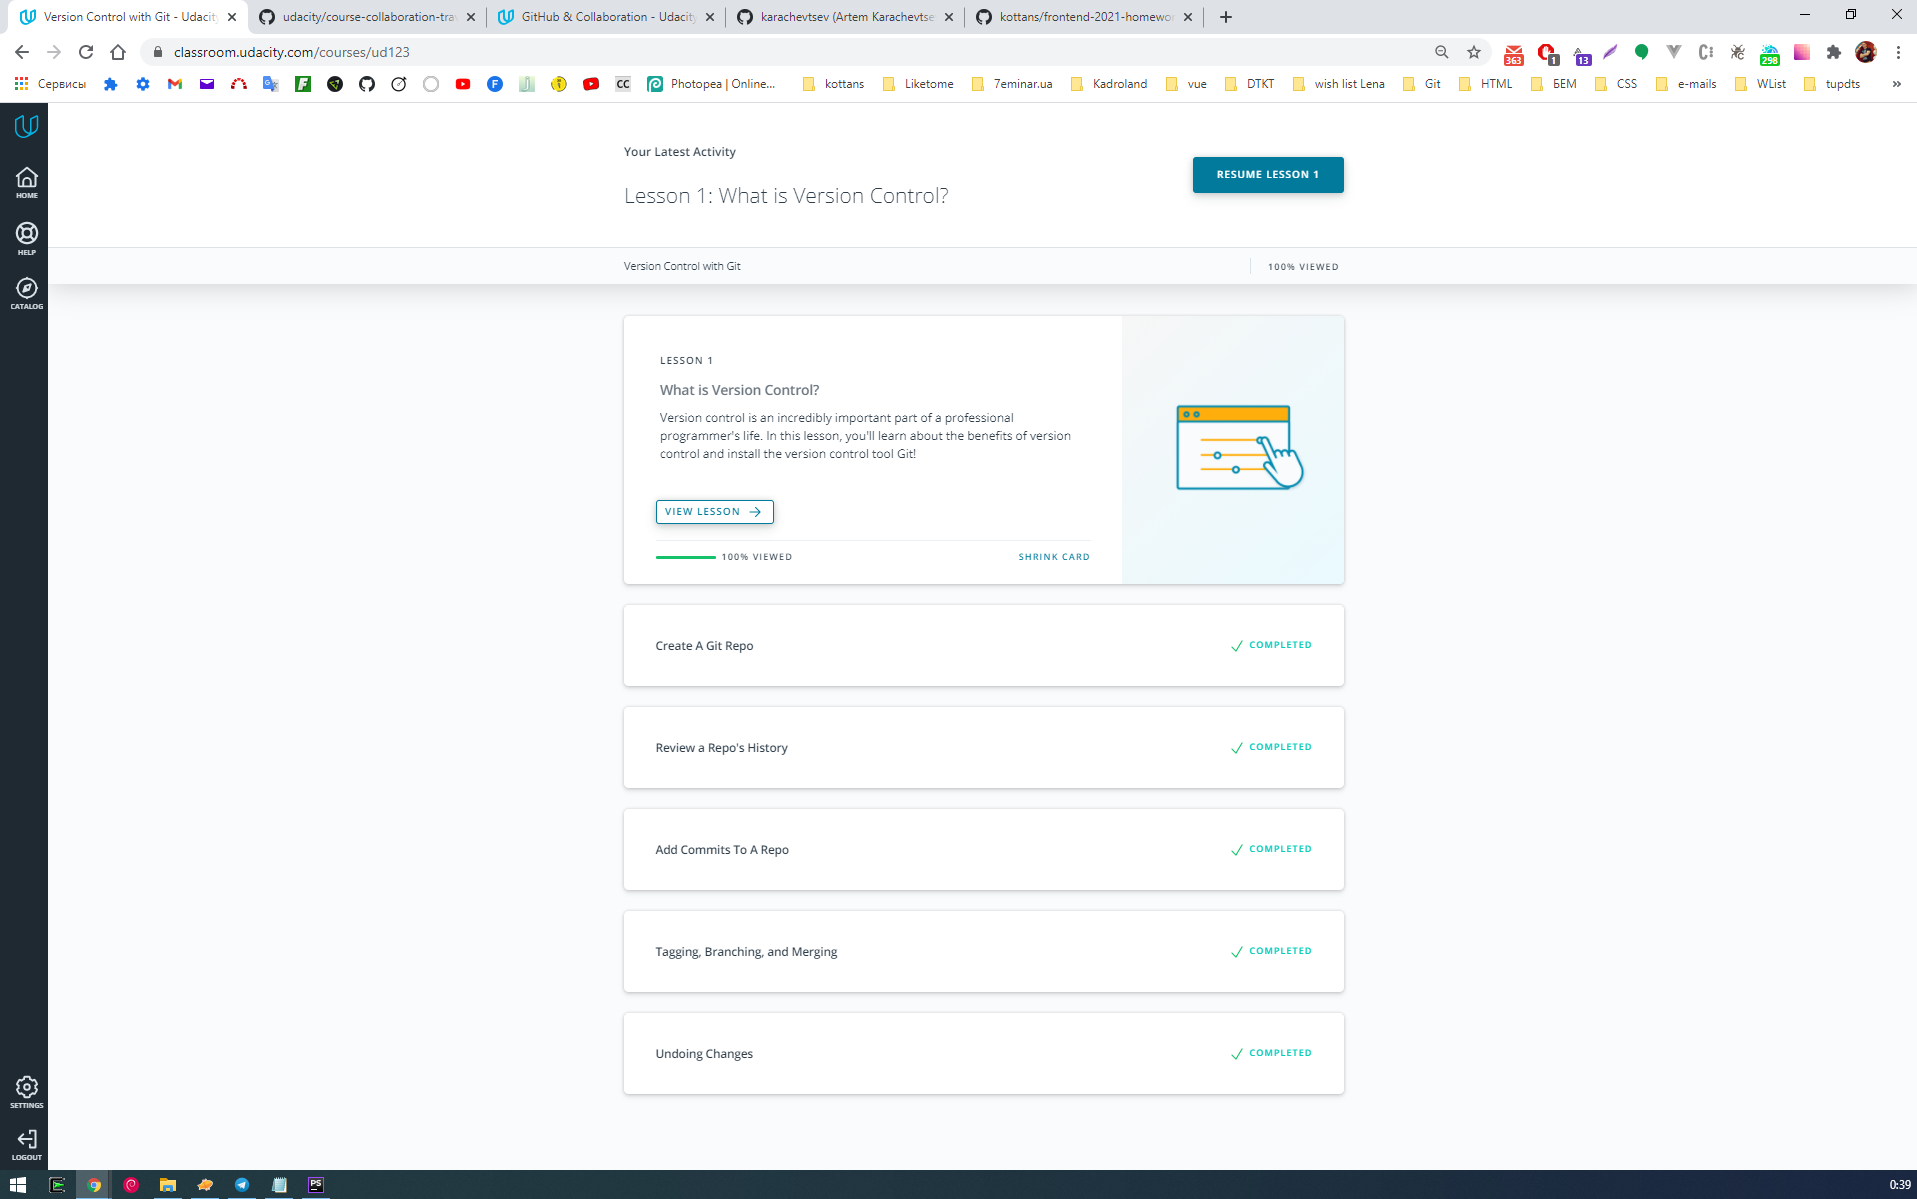 Version Control with Git - Udaci
udacity/course-collaboration-tra
GitHub & Collaboration - Udacity
karachevtsev (Artem Karachevtse
kottans/frontend-2021-homewo
classroom.udacity.com/courses/ud123
363
1
13
298
Сервисы
CC
Photopea | Online...
kottans
Liketome
7eminar.ua
Kadroland
vue
DTKT
wish list Lena
Git
HTML
БЕМ
CSS
e-mails
WList
tupdts
»
HOME
HELP
CATALOG
SETTINGS
LOGOUT
Your Latest Activity
Lesson 1: What is Version Control?
RESUME LESSON 1
Version Control with Git
100% VIEWED
LESSON 1
What is Version Control?
Version control is an incredibly important part of a professional
programmer's life. In this lesson, you'll learn about the benefits of version
control and install the version control tool Git!
VIEW LESSON
100% VIEWED
SHRINK CARD
Create A Git Repo
COMPLETED
Review a Repo's History
COMPLETED
Add Commits To A Repo
COMPLETED
Tagging, Branching, and Merging
COMPLETED
Undoing Changes
COMPLETED
PS
0:39